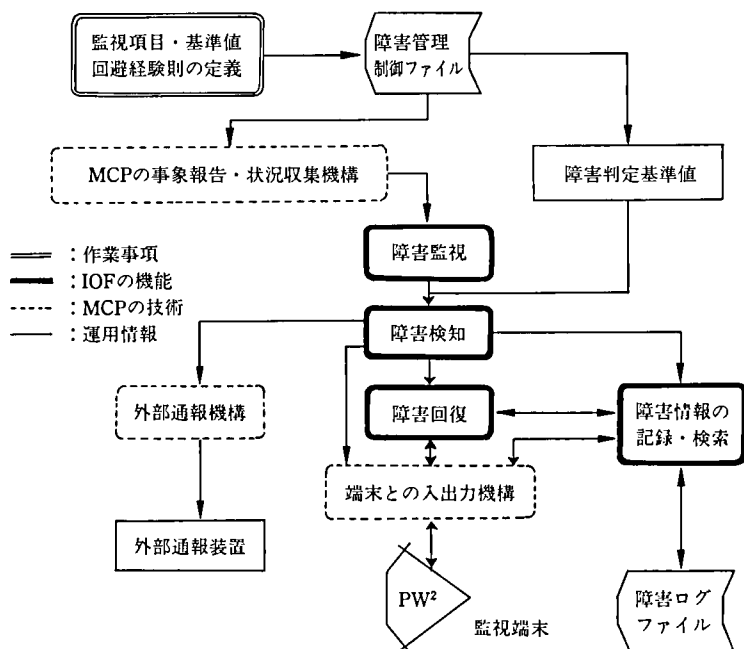 監視項目・基準値
回避経験則の定義
障害管理
制御ファイル
MCPの事象報告・状況収集機構
障害判定基準値
障害監視
：作業事項
：IOFの機能
：MCPの技術
：運用情報
障害検知
外部通報機構
障害回復
障害情報の
記録・検索
端末との入出力機構
外部通報装置
PW²
監視端末
障害ログ
ファイル